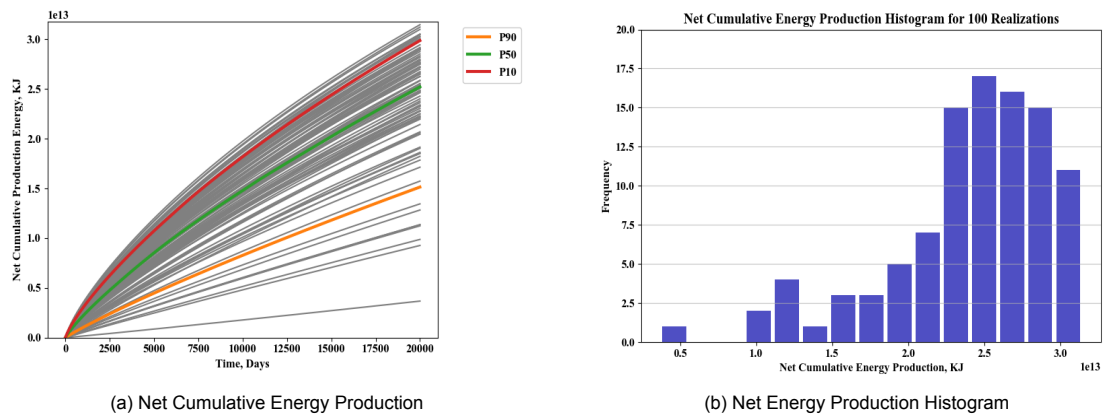 1e13
3.0
2.5
2.0
1.5
1.0
0.5
0.0
Net Cumulative Production Energy, KJ
0 2500 5000 7500 10000 12500 15000 17500 20000
Time, Days
P90
P50
P10
(a) Net Cumulative Energy Production
Net Cumulative Energy Production Histogram for 100 Realizations
20.0
17.5
15.0
12.5
10.0
7.5
5.0
2.5
0.0
Frequency
0.5 1.0 1.5 2.0 2.5 3.0
Net Cumulative Energy Production, KJ
1e13
(b) Net Energy Production Histogram